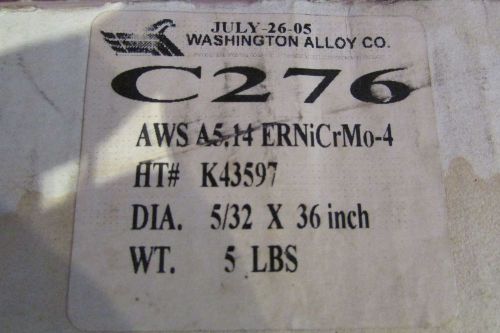 JULY-26-05
WASHINGTON ALLOY CO.
C276
AWS A5.14 ERNiCrMo-4
HT# K43597
DIA. 5/32 X 36 inch
WT. 5 LBS